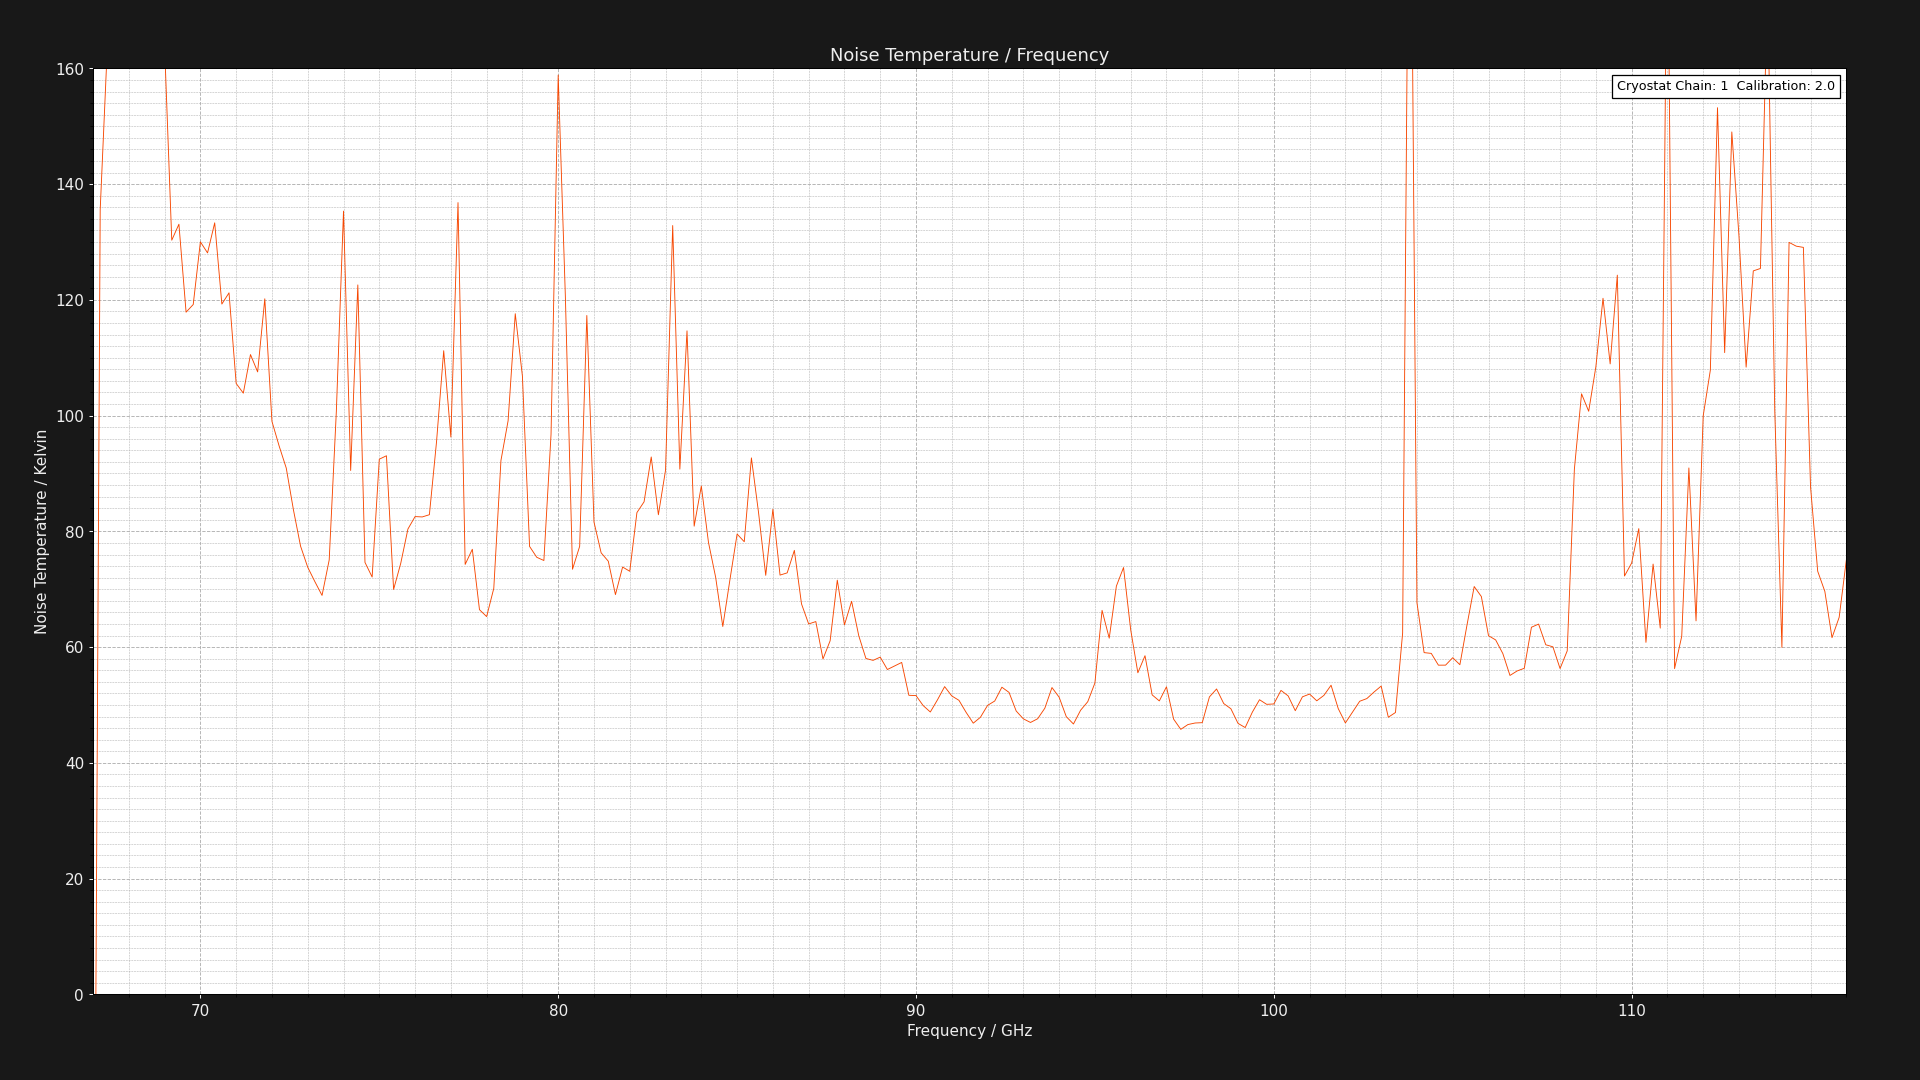 Noise Temperature / Frequency
Cryostat Chain: 1  Calibration: 2.0
Noise Temperature / Kelvin
160
140
120
100
80
60
40
20
0
70 80 90 100 110
Frequency / GHz